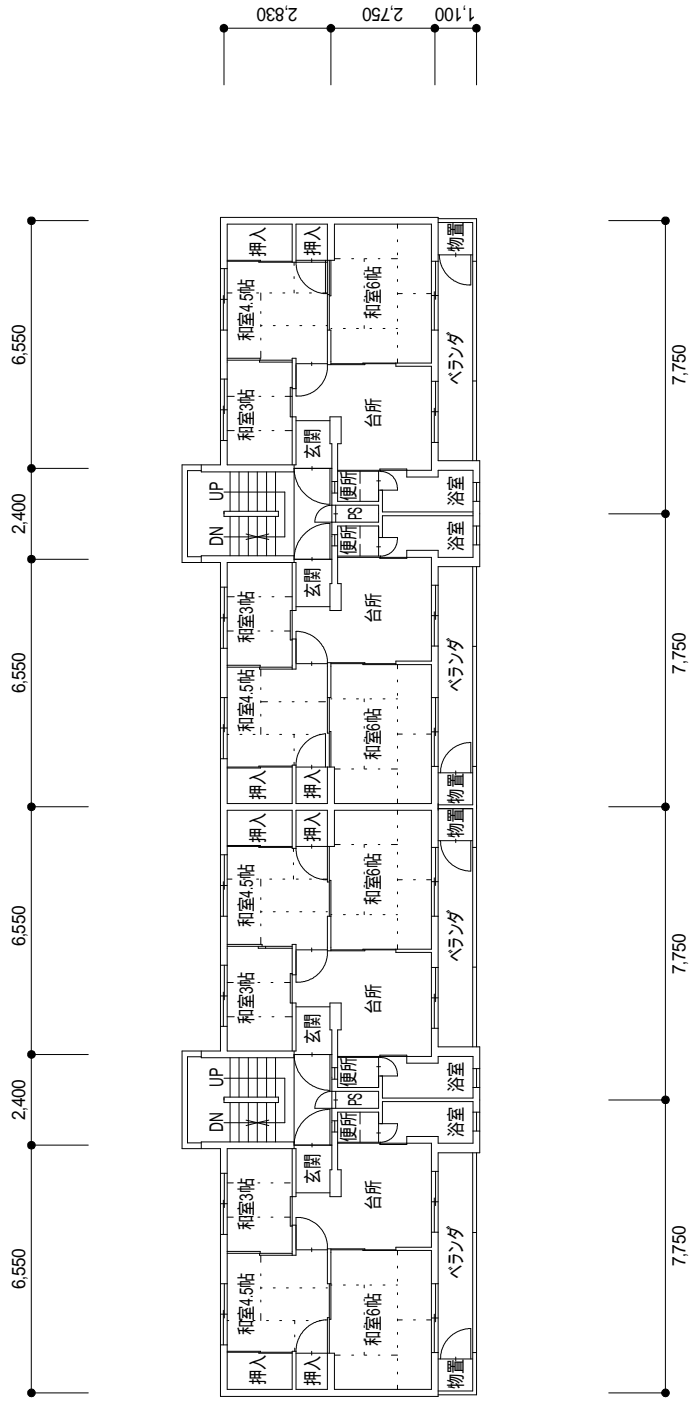 6,550
2,400
6,550
6,550
2,400
6,550
2,830
2,750
1,100
DN
UP
DN
UP
押入
和室4.5帖
和室3帖
和室3帖
和室4.5帖
押入
押入
和室4.5帖
和室3帖
和室3帖
和室4.5帖
押入
押入
玄関
玄関
押入
押入
玄関
玄関
押入
便所
PS
便所
便所
PS
便所
和室6帖
台所
台所
和室6帖
和室6帖
台所
台所
和室6帖
物置
ベランダ
浴室
浴室
ベランダ
物置
物置
ベランダ
浴室
浴室
ベランダ
物置
7,750
7,750
7,750
7,750